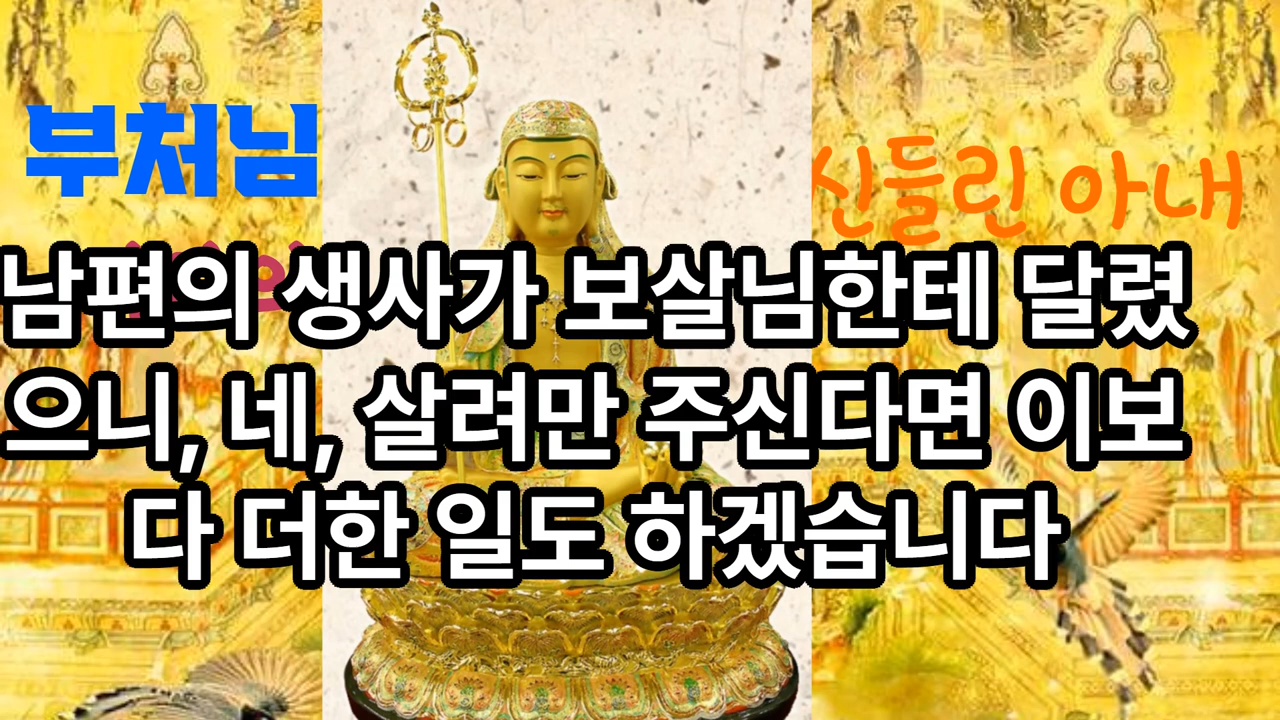 부처님
신들린 아내
남편의 생사가 보살님한테 달렸
으니, 네, 살려만 주신다면 이보
다 더한 일도 하겠습니다